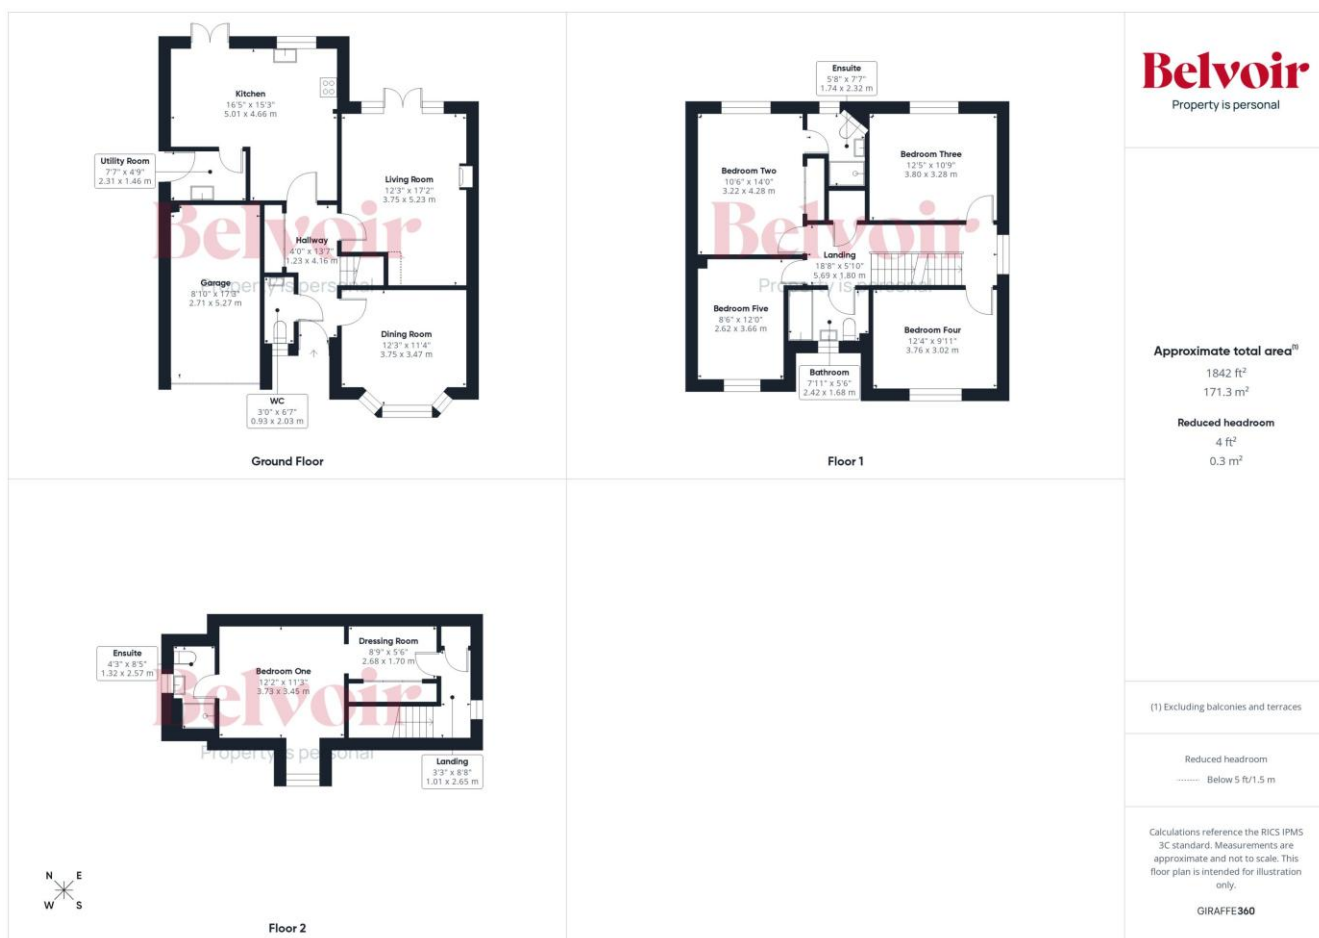 Kitchen
16'5" x 15'3"
5.01 x 4.66 m
Utility Room
7'7" x 4'9"
2.31 x 1.46 m
Living Room
12'3" x 17'2"
3.75 x 5.23 m
Hallway
4'0" x 13'7"
1.23 x 4.16 m
Garage
8'10" x 17'3"
2.71 x 5.27 m
Dining Room
12'3" x 11'4"
3.75 x 3.47 m
WC
3'0" x 6'7"
0.93 x 2.03 m
Belvoir
Property is personal
Ground Floor
Ensuite
5'8" x 7'7"
1.74 x 2.32 m
Bedroom Two
10'6" x 14'0"
3.22 x 4.28 m
Bedroom Three
12'5" x 10'9"
3.80 x 3.28 m
Landing
18'8" x 5'10"
5.69 x 1.80 m
Bedroom Five
8'6" x 12'0"
2.62 x 3.66 m
Bedroom Four
12'4" x 9'11"
3.76 x 3.02 m
Bathroom
7'11" x 5'6"
2.42 x 1.68 m
Belvoir
Property is personal
Floor 1
Ensuite
4'3" x 8'5"
1.32 x 2.57 m
Bedroom One
12'2" x 11'3"
3.73 x 3.45 m
Dressing Room
8'9" x 5'6"
2.68 x 1.70 m
Landing
3'3" x 8'8"
1.01 x 2.65 m
Belvoir
Property is personal
N E
W S
Floor 2
Belvoir
Property is personal
Approximate total area(1)
1842 ft²
171.3 m²
Reduced headroom
4 ft²
0.3 m²
(1) Excluding balconies and terraces
Reduced headroom
Below 5 ft/1.5 m
Calculations reference the RICS IPMS
3C standard. Measurements are
approximate and not to scale. This
floor plan is intended for illustration
only.
GIRAFFE360